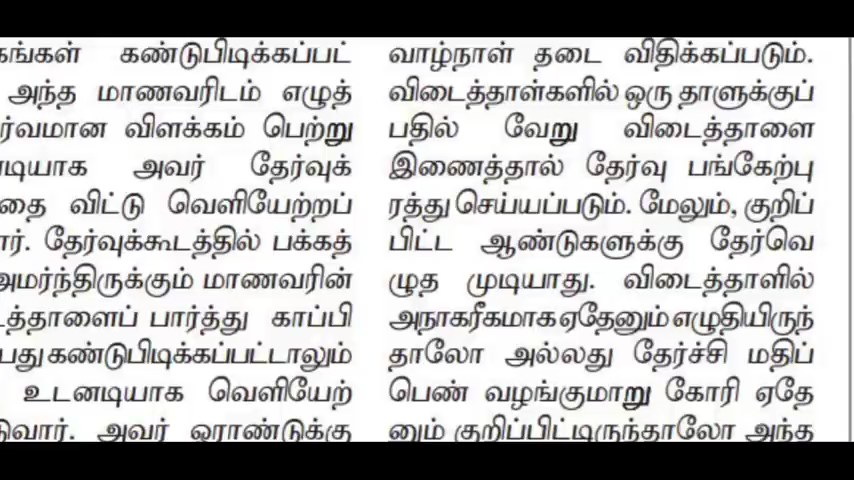 கண்டுபிடிக்கப்பட்
அந்த மாணவரிடம் எழுத்
விளக்கம் பெற்று
அவர் தேர்வுக்
விட்டு வெளியேற்றப்
தேர்வுக்கூடத்தில் பக்கத்
அமர்ந்திருக்கும் மாணவரின்
பார்த்து காப்பி
கண்டுபிடிக்கப்பட்டாலும்
உடனடியாக வெளியேற்
அவர் ஓராண்டுக்கு
வாழ்நாள் தடை விதிக்கப்படும்.
விடைத்தாள்களில் ஒரு தாளுக்குப்
பதில் வேறு விடைத்தாளை
இணைத்தால் தேர்வு பங்கேற்பு
ரத்து செய்யப்படும். மேலும், குறிப்
பிட்ட ஆண்டுகளுக்கு தேர்வெ
ழுத முடியாது. விடைத்தாளில்
அநாகரீகமாக ஏதேனும் எழுதியிருந்
தாலோ அல்லது தேர்ச்சி மதிப்
பெண் வழங்குமாறு கோரி ஏதே
னும் குறிப்பிட்டிருந்தாலோ அந்த